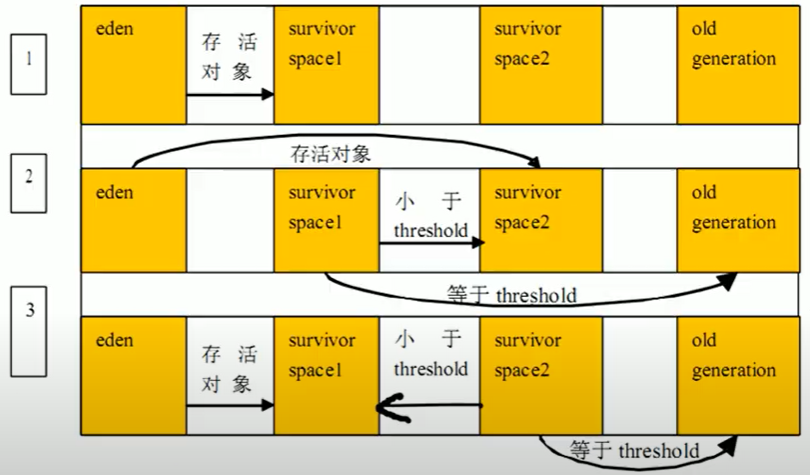 1
eden
存 活
对 象
survivor
space1
survivor
space2
old
generation
存活对象
2
eden
survivor
space1
小 于
threshold
survivor
space2
old
generation
等于 threshold
3
eden
存 活
对 象
survivor
space1
小 于
threshold
survivor
space2
old
generation
等于 threshold